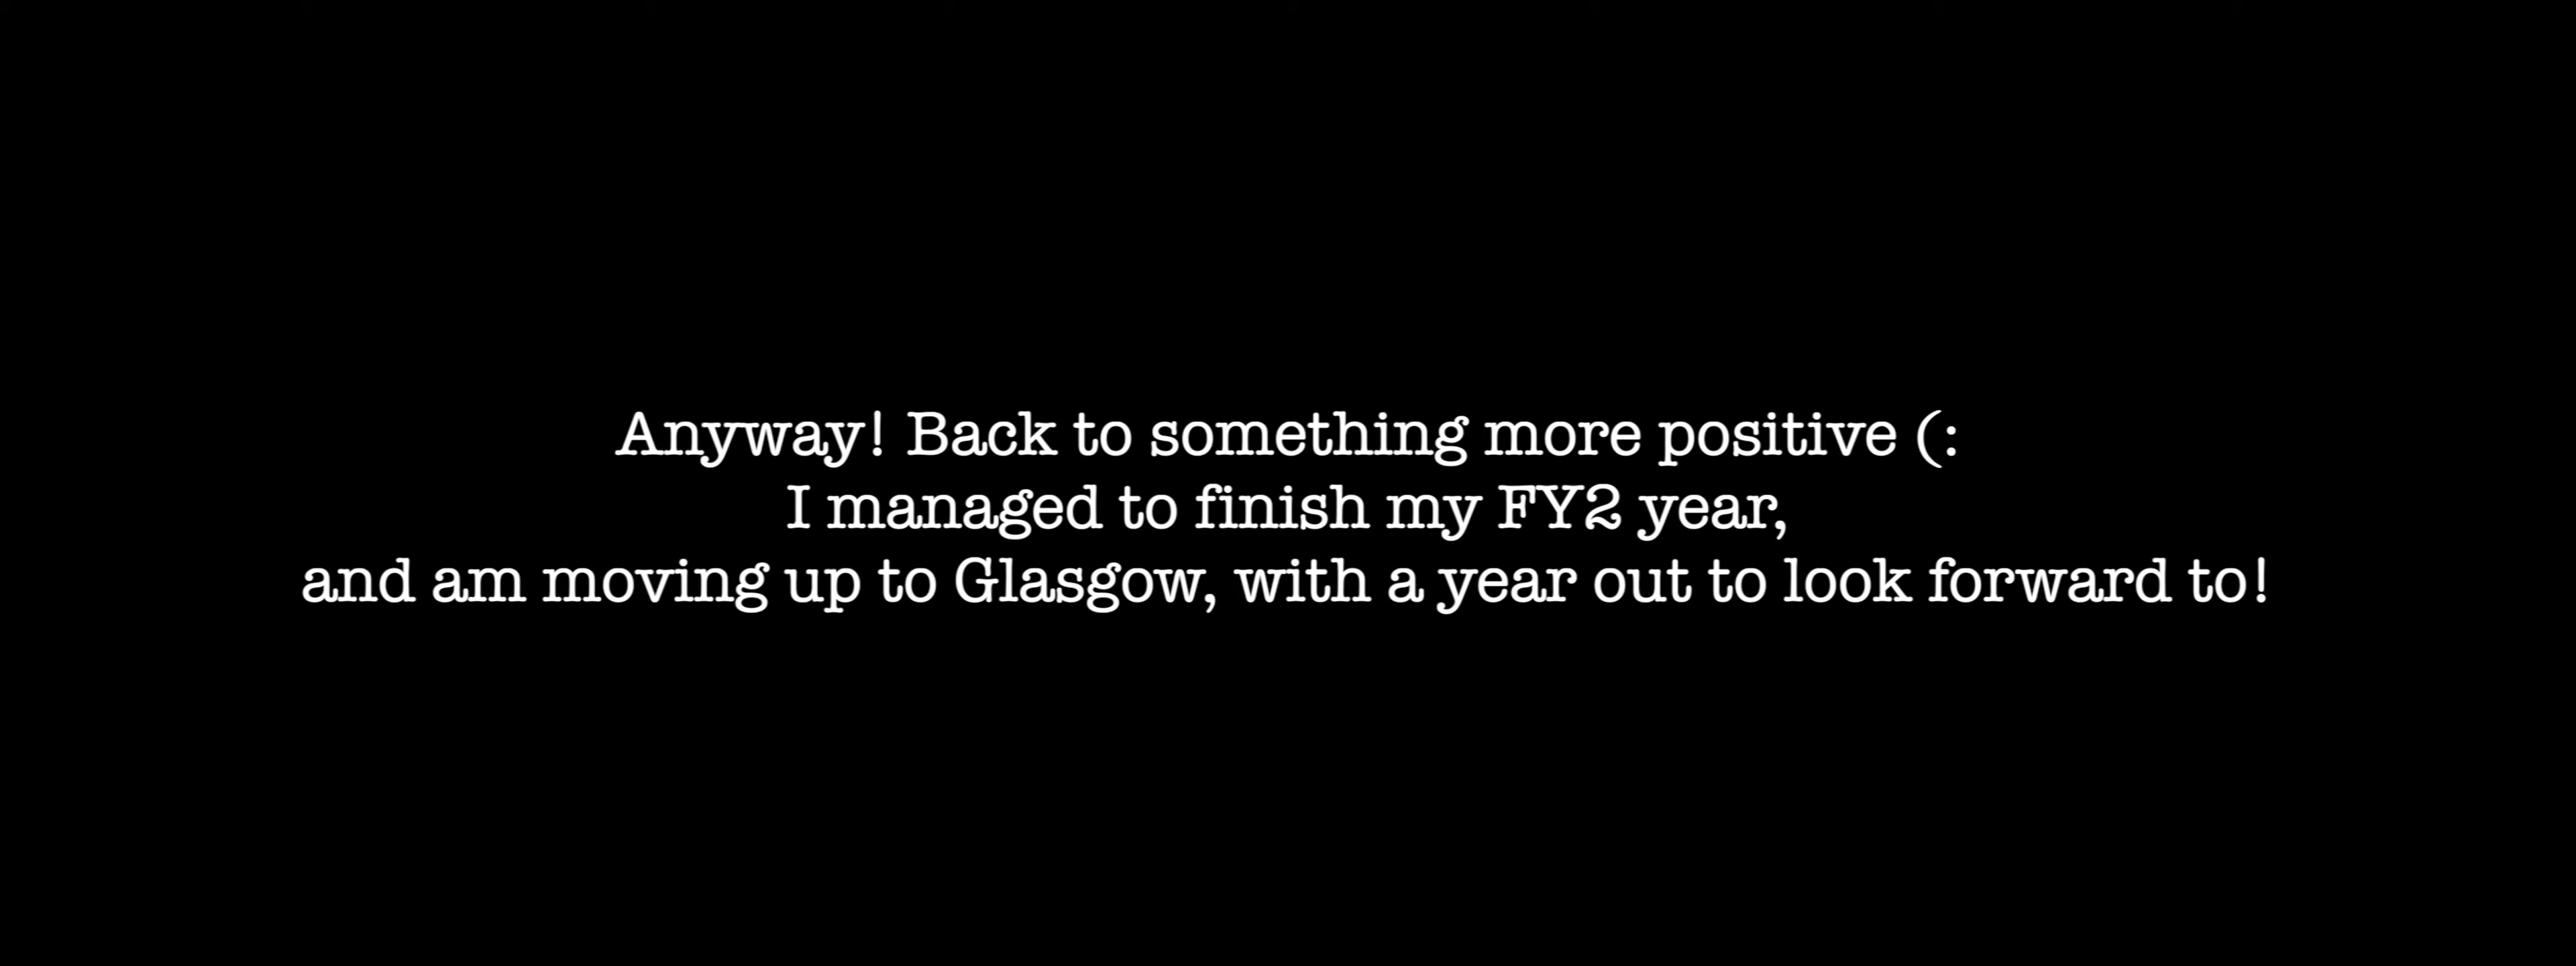 Anyway! Back to something more positive (:
I managed to finish my FY2 year,
and am moving up to Glasgow, with a year out to look forward to!